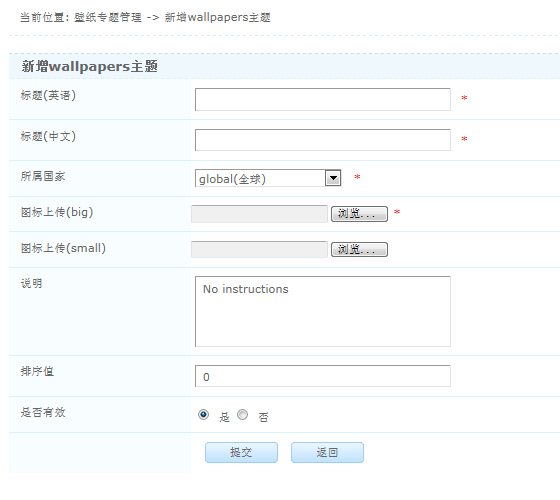 当前位置: 壁纸专题管理 -> 新增wallpapers主题
新增wallpapers主题
标题(英语) *
标题(中文) *
所属国家 global(全球) *
图标上传(big) 浏览... *
图标上传(small) 浏览...
说明 No instructions
排序值 0
是否有效 是 否
提交 返回